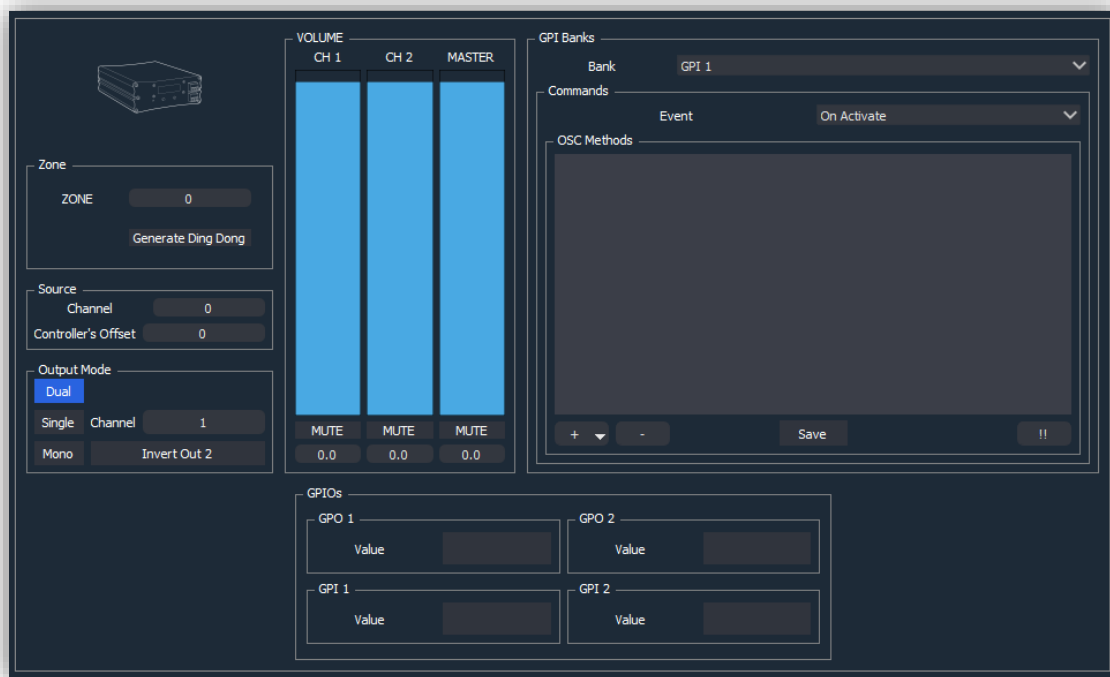 Zone
ZONE 0
Generate Ding Dong
Source
Channel 0
Controller's Offset 0
Output Mode
Dual
Single Channel 1
Mono Invert Out 2
VOLUME
CH 1 CH 2 MASTER
MUTE MUTE MUTE
0.0 0.0 0.0
GPI Banks
Bank GPI 1
Commands
Event On Activate
OSC Methods
+ - Save !!
GPIOs
GPO 1 GPO 2
Value Value
GPI 1 GPI 2
Value Value